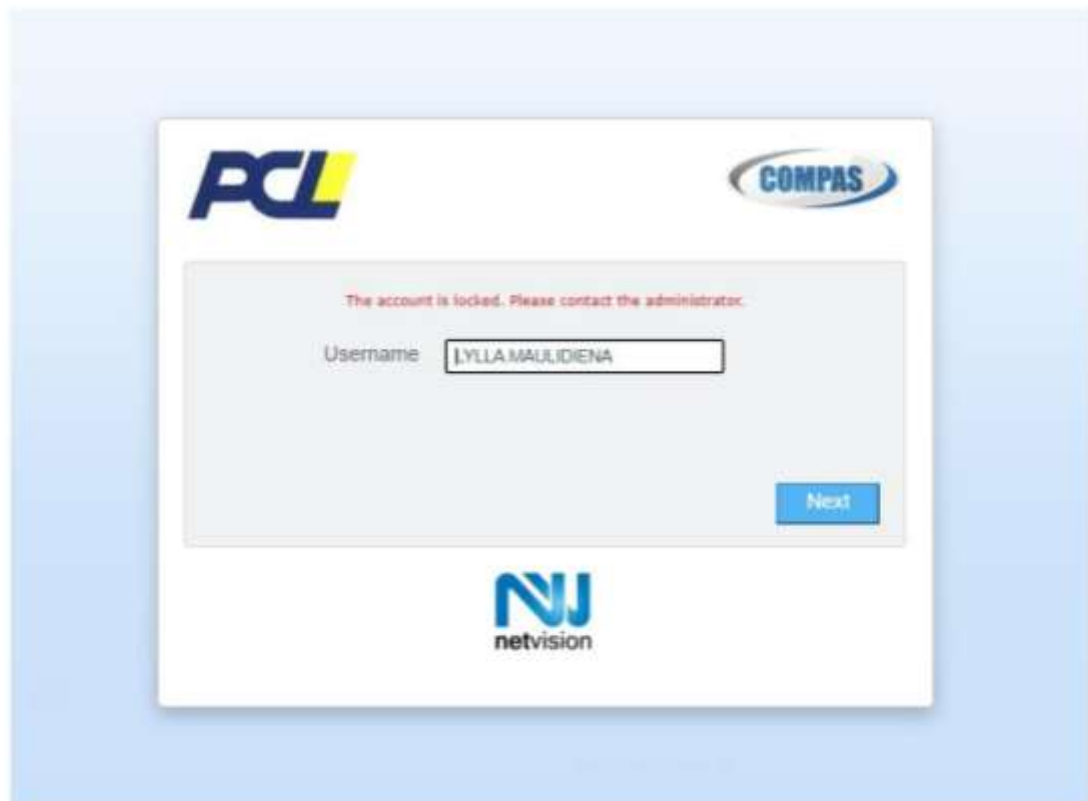 PCL
COMPAS
The account is locked. Please contact the administrator.
Username LYLLA.MAULIDIENA
Next
netvision